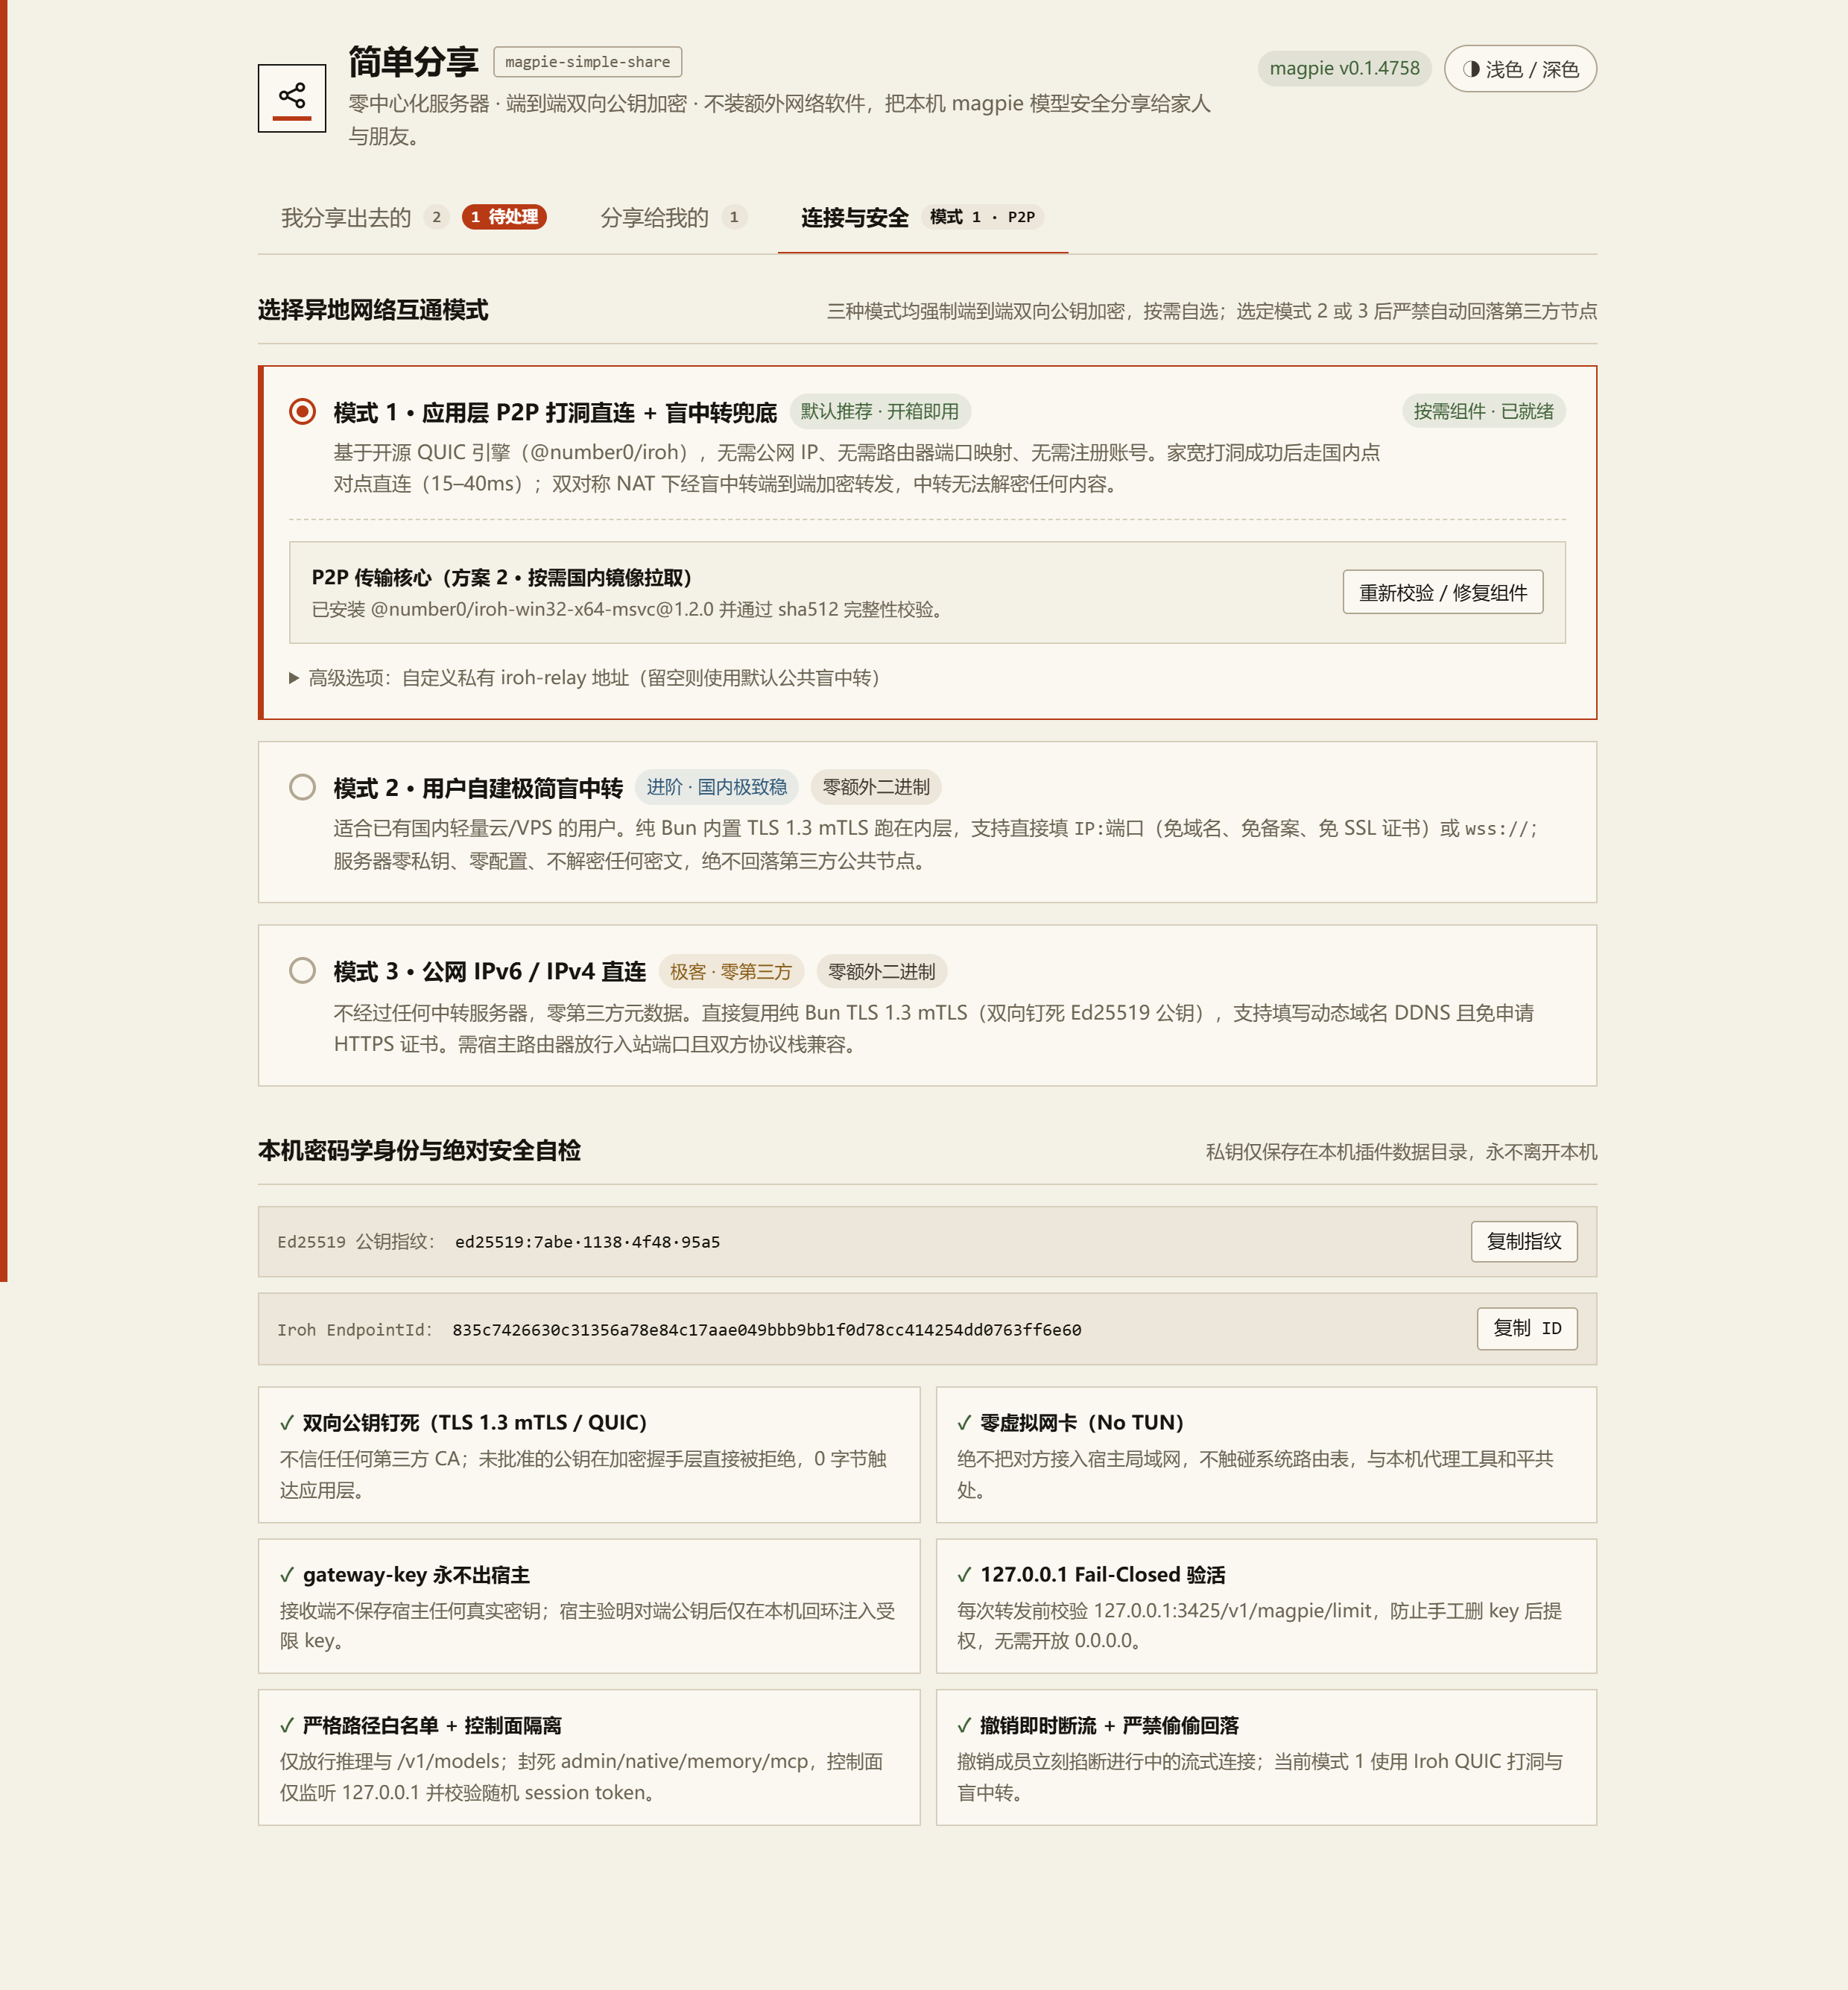 简单分享 magpie-simple-share
零中心化服务器 · 端到端双向公钥加密 · 不装额外网络软件，把本机 magpie 模型安全分享给家人
与朋友。
magpie v0.1.4758 浅色 / 深色
我分享出去的 2 1 待处理 分享给我的 1 连接与安全 模式 1 · P2P
选择异地网络互通模式 三种模式均强制端到端双向公钥加密，按需自选；选定模式 2 或 3 后严禁自动回落第三方节点
模式 1 • 应用层 P2P 打洞直连 + 盲中转兜底 默认推荐 · 开箱即用 按需组件 · 已就绪
基于开源 QUIC 引擎（@number0/iroh），无需公网 IP、无需路由器端口映射、无需注册账号。家宽打洞成功后走国内点
对点直连（15–40ms）；双对称 NAT 下经盲中转端到端加密转发，中转无法解密任何内容。
P2P 传输核心（方案 2 • 按需国内镜像拉取）
已安装 @number0/iroh-win32-x64-msvc@1.2.0 并通过 sha512 完整性校验。
重新校验 / 修复组件
▶ 高级选项：自定义私有 iroh-relay 地址（留空则使用默认公共盲中转）
模式 2 • 用户自建极简盲中转 进阶 · 国内极致稳 零额外二进制
适合已有国内轻量云/VPS 的用户。纯 Bun 内置 TLS 1.3 mTLS 跑在内层，支持直接填 IP:端口（免域名、免备案、免 SSL 证书）或 wss://；
服务器零私钥、零配置、不解密任何密文，绝不回落第三方公共节点。
模式 3 • 公网 IPv6 / IPv4 直连 极客 · 零第三方 零额外二进制
不经过任何中转服务器，零第三方元数据。直接复用纯 Bun TLS 1.3 mTLS（双向钉死 Ed25519 公钥），支持填写动态域名 DDNS 且免申请
HTTPS 证书。需宿主路由器放行入站端口且双方协议栈兼容。
本机密码学身份与绝对安全自检 私钥仅保存在本机插件数据目录，永不离开本机
Ed25519 公钥指纹： ed25519:7abe·1138·4f48·95a5 复制指纹
Iroh EndpointId： 835c7426630c31356a78e84c17aae049bbb9bb1f0d78cc414254dd0763ff6e60 复制 ID
✓ 双向公钥钉死（TLS 1.3 mTLS / QUIC）
不信任任何第三方 CA；未批准的公钥在加密握手层直接被拒绝，0 字节触
达应用层。
✓ 零虚拟网卡（No TUN）
绝不把对方接入宿主局域网，不触碰系统路由表，与本机代理工具和平共
处。
✓ gateway-key 永不出宿主
接收端不保存宿主任何真实密钥；宿主验明对端公钥后仅在本机回环注入受
限 key。
✓ 127.0.0.1 Fail-Closed 验活
每次转发前校验 127.0.0.1:3425/v1/magpie/limit，防止手工删 key 后提
权，无需开放 0.0.0.0。
✓ 严格路径白名单 + 控制面隔离
仅放行推理与 /v1/models；封死 admin/native/memory/mcp，控制面
仅监听 127.0.0.1 并校验随机 session token。
✓ 撤销即时断流 + 严禁偷偷回落
撤销成员立刻掐断进行中的流式连接；当前模式 1 使用 Iroh QUIC 打洞与
盲中转。